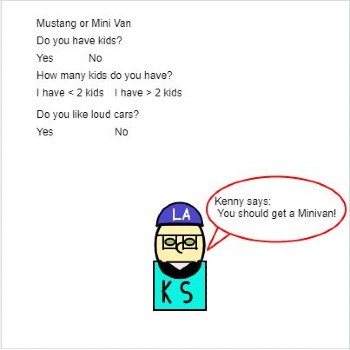 Mustang or Mini Van
Do you have kids?
Yes No
How many kids do you have?
I have < 2 kids I have > 2 kids
Do you like loud cars?
Yes No
LA
Kenny says:
You should get a Minivan!
K S